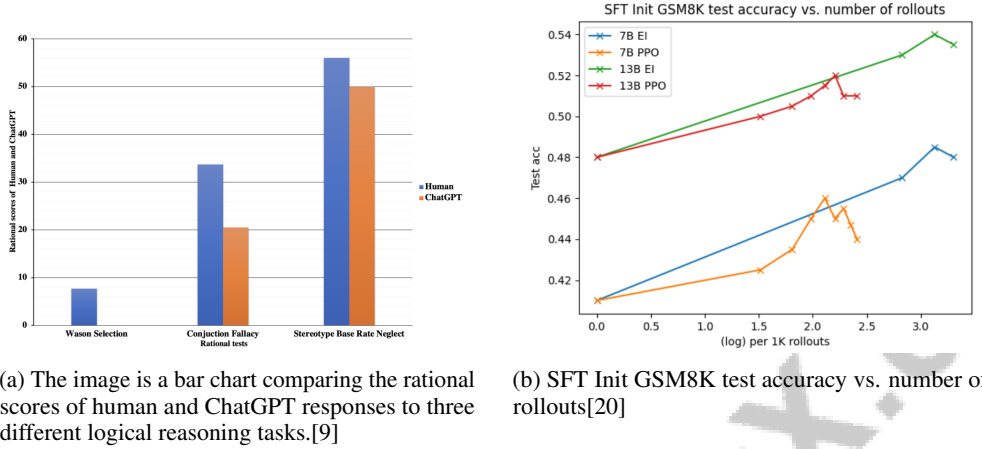 60
50
40
30
20
10
0
Rational scores of Human and ChatGPT
Wason Selection
Conjuction Fallacy
Stereotype Base Rate Neglect
Rational tests
Human
ChatGPT
(a) The image is a bar chart comparing the rational
scores of human and ChatGPT responses to three
different logical reasoning tasks.[9]
SFT Init GSM8K test accuracy vs. number of rollouts
7B EI
7B PPO
13B EI
13B PPO
0.54
0.52
0.50
0.48
0.46
0.44
0.42
Test acc
0.0 0.5 1.0 1.5 2.0 2.5 3.0
(log) per 1K rollouts
(b) SFT Init GSM8K test accuracy vs. number of
rollouts[20]